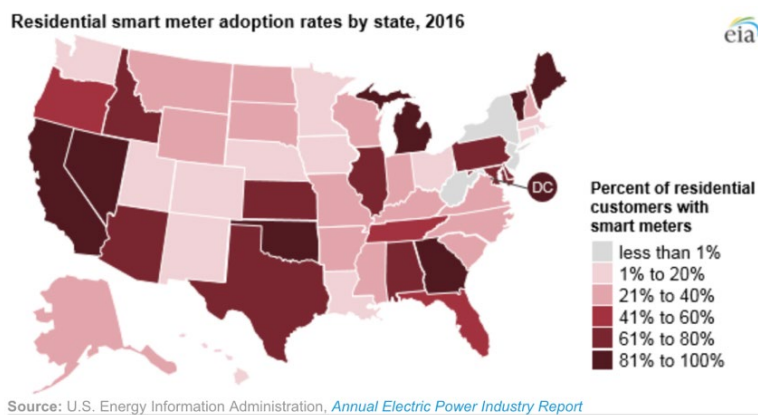 Residential smart meter adoption rates by state, 2016
eia
DC
Percent of residential
customers with
smart meters
less than 1%
1% to 20%
21% to 40%
41% to 60%
61% to 80%
81% to 100%
Source: U.S. Energy Information Administration, Annual Electric Power Industry Report